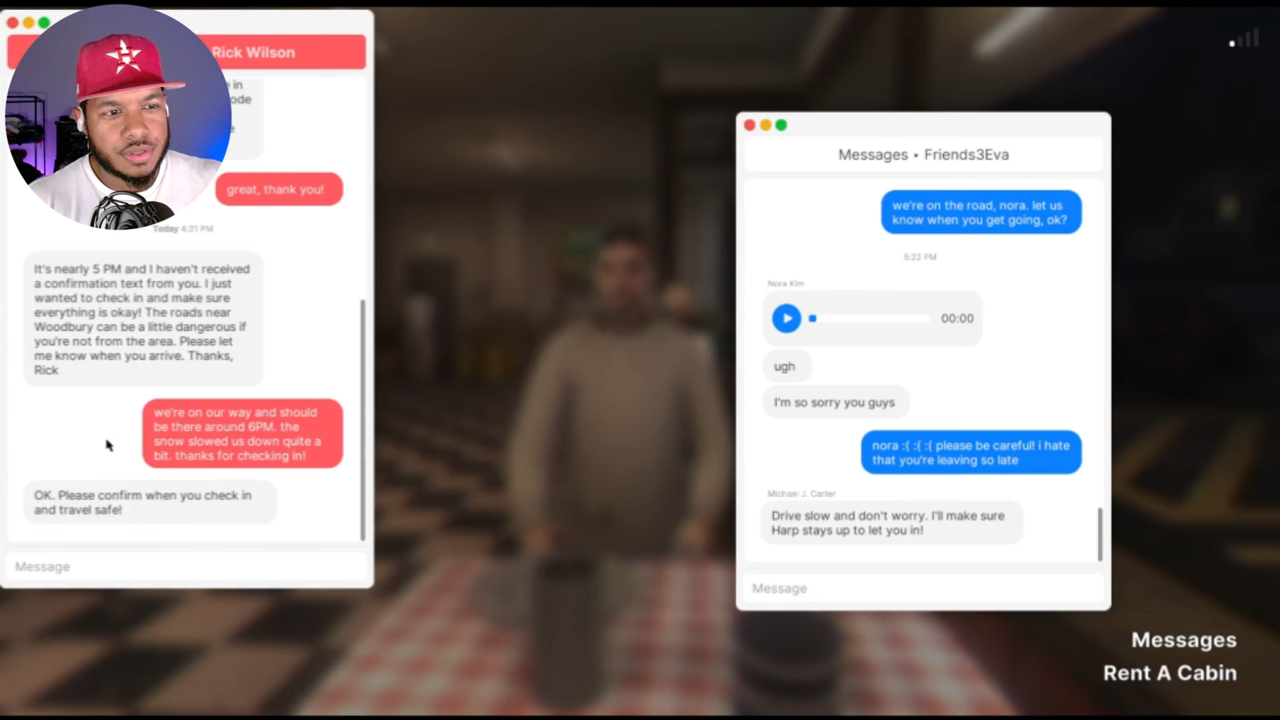 Rick Wilson
e in
ode
e
great, thank you!
Today 4:31 PM
It's nearly 5 PM and I haven't received
a confirmation text from you. I just
wanted to check in and make sure
everything is okay! The roads near
Woodbury can be a little dangerous if
you're not from the area. Please let
me know when you arrive. Thanks,
Rick
we're on our way and should
be there around 6PM. the
snow slowed us down quite a
bit. thanks for checking in!
OK. Please confirm when you check in
and travel safe!
Message
Messages ‣ Friends3Eva
we're on the road, nora. let us
know when you get going, ok?
5:22 PM
Nora Kim
00:00
ugh
I'm so sorry you guys
nora :( :( :( please be careful! i hate
that you're leaving so late
Michael J. Carter
Drive slow and don't worry. I'll make sure
Harp stays up to let you in!
Message
Messages
Rent A Cabin